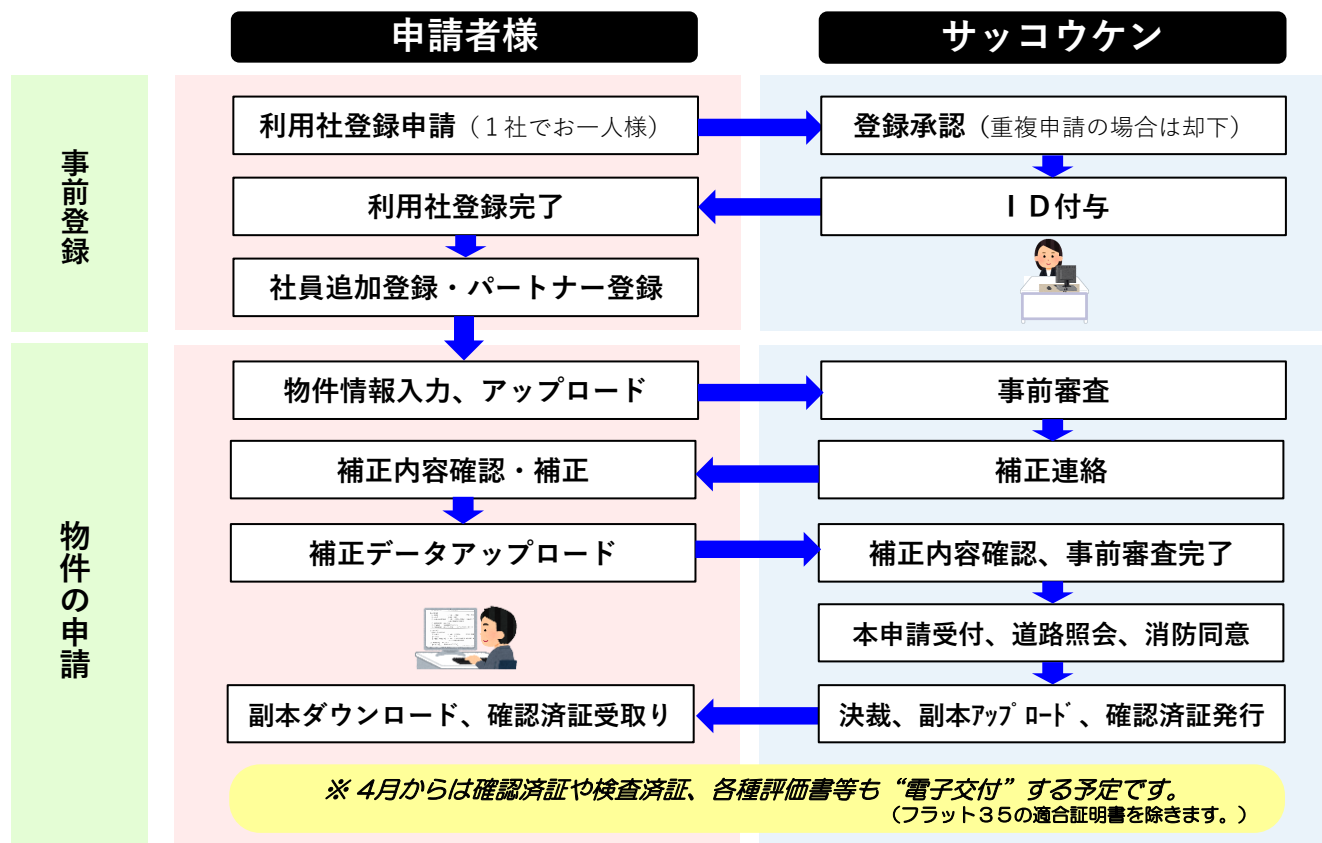 申請者様
サッコウケン
事前登録
利用社登録申請（１社でお一人様）
登録承認（重複申請の場合は却下）
利用社登録完了
ＩＤ付与
社員追加登録・パートナー登録
物件の申請
物件情報入力、アップロード
事前審査
補正内容確認・補正
補正連絡
補正データアップロード
補正内容確認、事前審査完了
本申請受付、道路照会、消防同意
副本ダウンロード、確認済証受取り
決裁、副本ｱｯﾌﾟﾛｰﾄﾞ、確認済証発行
※ 4月からは確認済証や検査済証、各種評価書等も“電子交付”する予定です。
（フラット３５の適合証明書を除きます。）